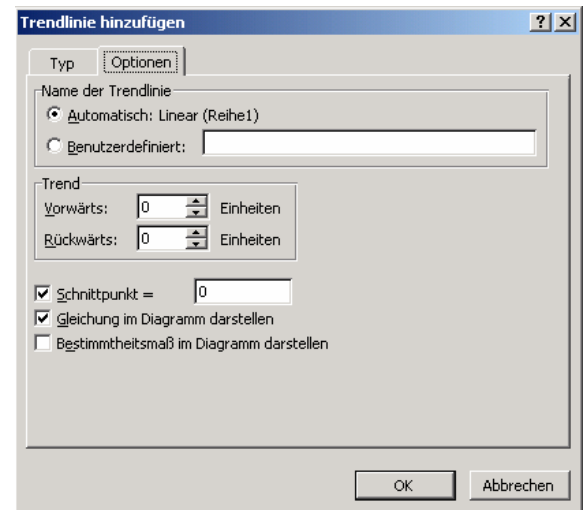 Trendlinie hinzufügen
Typ Optionen
Name der Trendlinie
Automatisch: Linear (Reihe1)
Benutzerdefiniert:
Trend
Vorwärts: 0 Einheiten
Rückwärts: 0 Einheiten
Schnittpunkt = 0
Gleichung im Diagramm darstellen
Bestimmtheitsmaß im Diagramm darstellen
OK Abbrechen